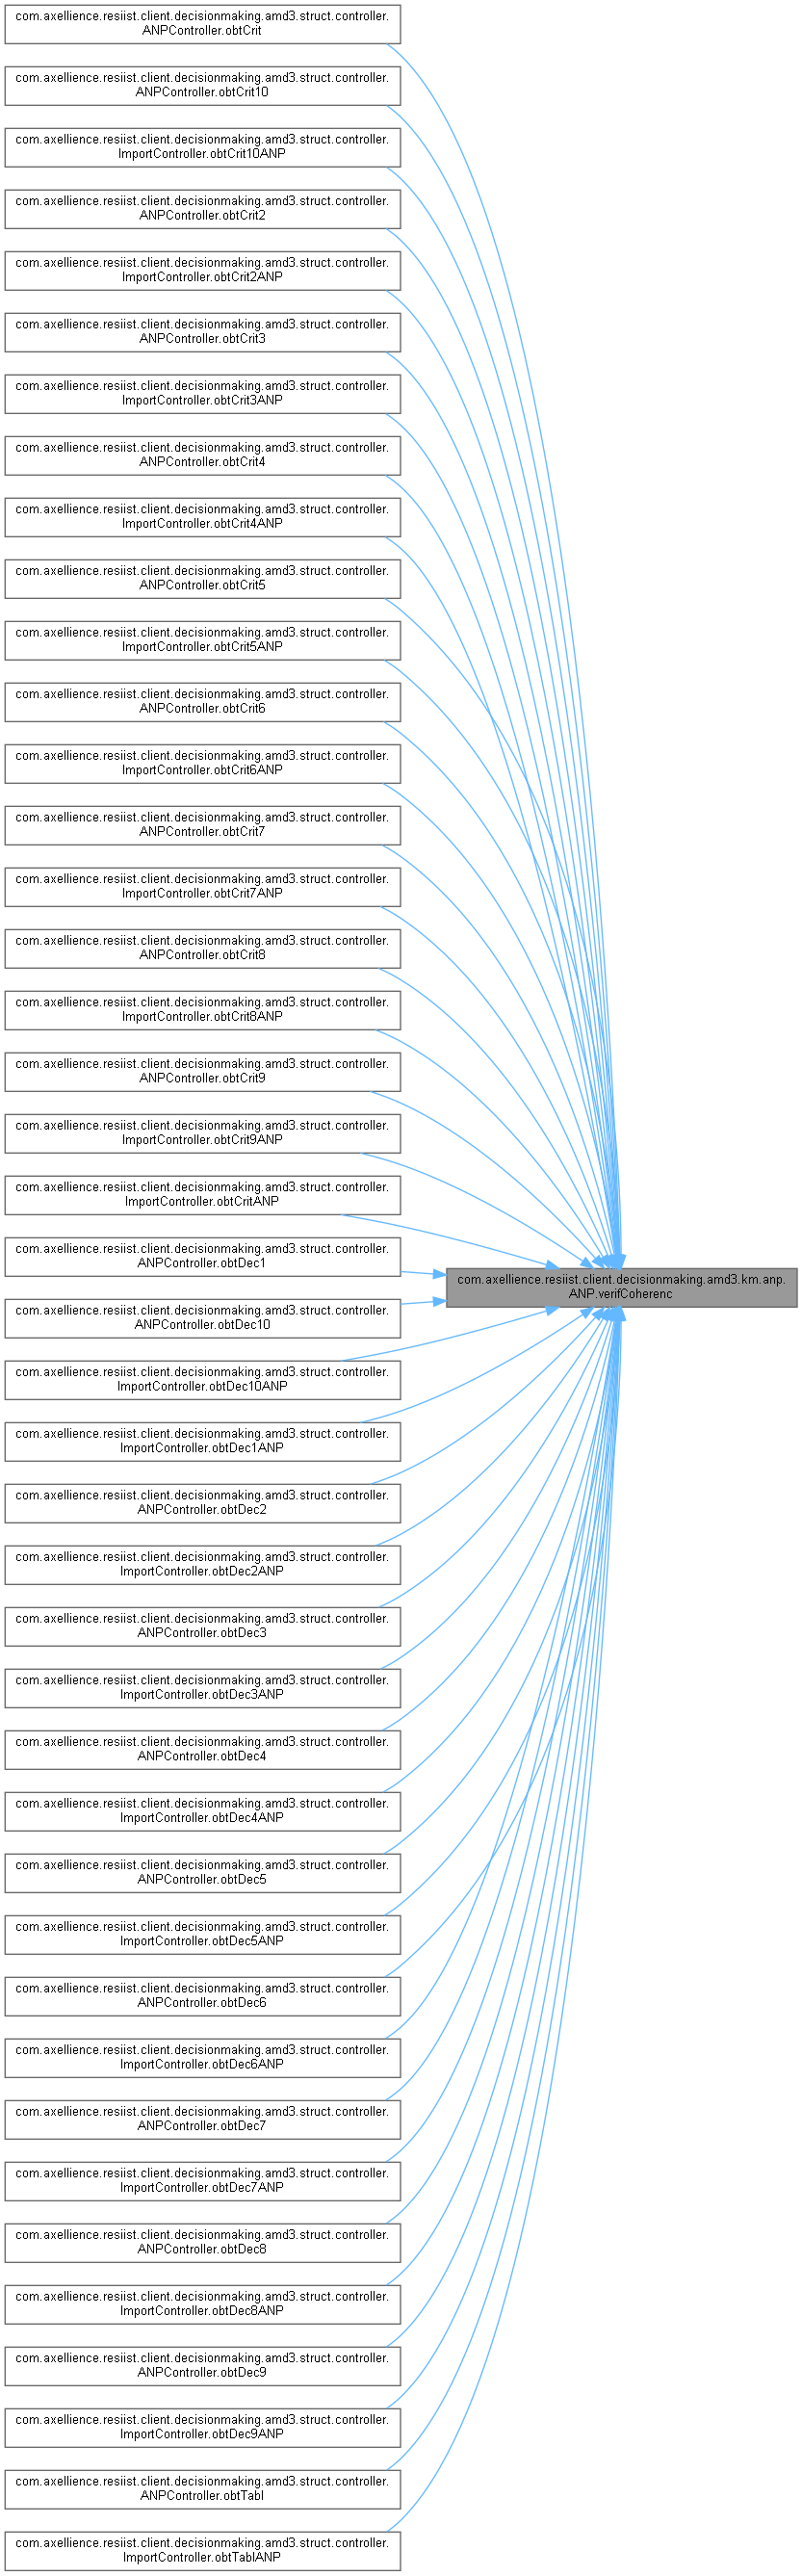 com.axellience.resiist.client.decisionmaking.amd3.struct.controller.
ANPController.obtCrit
com.axellience.resiist.client.decisionmaking.amd3.struct.controller.
ANPController.obtCrit10
com.axellience.resiist.client.decisionmaking.amd3.struct.controller.
ImportController.obtCrit10ANP
com.axellience.resiist.client.decisionmaking.amd3.struct.controller.
ANPController.obtCrit2
com.axellience.resiist.client.decisionmaking.amd3.struct.controller.
ImportController.obtCrit2ANP
com.axellience.resiist.client.decisionmaking.amd3.struct.controller.
ANPController.obtCrit3
com.axellience.resiist.client.decisionmaking.amd3.struct.controller.
ImportController.obtCrit3ANP
com.axellience.resiist.client.decisionmaking.amd3.struct.controller.
ANPController.obtCrit4
com.axellience.resiist.client.decisionmaking.amd3.struct.controller.
ImportController.obtCrit4ANP
com.axellience.resiist.client.decisionmaking.amd3.struct.controller.
ANPController.obtCrit5
com.axellience.resiist.client.decisionmaking.amd3.struct.controller.
ImportController.obtCrit5ANP
com.axellience.resiist.client.decisionmaking.amd3.struct.controller.
ANPController.obtCrit6
com.axellience.resiist.client.decisionmaking.amd3.struct.controller.
ImportController.obtCrit6ANP
com.axellience.resiist.client.decisionmaking.amd3.struct.controller.
ANPController.obtCrit7
com.axellience.resiist.client.decisionmaking.amd3.struct.controller.
ImportController.obtCrit7ANP
com.axellience.resiist.client.decisionmaking.amd3.struct.controller.
ANPController.obtCrit8
com.axellience.resiist.client.decisionmaking.amd3.struct.controller.
ImportController.obtCrit8ANP
com.axellience.resiist.client.decisionmaking.amd3.struct.controller.
ANPController.obtCrit9
com.axellience.resiist.client.decisionmaking.amd3.struct.controller.
ImportController.obtCrit9ANP
com.axellience.resiist.client.decisionmaking.amd3.struct.controller.
ImportController.obtCritANP
com.axellience.resiist.client.decisionmaking.amd3.struct.controller.
ANPController.obtDec1
com.axellience.resiist.client.decisionmaking.amd3.km.anp.
ANP.verifCoherenc
com.axellience.resiist.client.decisionmaking.amd3.struct.controller.
ANPController.obtDec10
com.axellience.resiist.client.decisionmaking.amd3.struct.controller.
ImportController.obtDec10ANP
com.axellience.resiist.client.decisionmaking.amd3.struct.controller.
ImportController.obtDec1ANP
com.axellience.resiist.client.decisionmaking.amd3.struct.controller.
ANPController.obtDec2
com.axellience.resiist.client.decisionmaking.amd3.struct.controller.
ImportController.obtDec2ANP
com.axellience.resiist.client.decisionmaking.amd3.struct.controller.
ANPController.obtDec3
com.axellience.resiist.client.decisionmaking.amd3.struct.controller.
ImportController.obtDec3ANP
com.axellience.resiist.client.decisionmaking.amd3.struct.controller.
ANPController.obtDec4
com.axellience.resiist.client.decisionmaking.amd3.struct.controller.
ImportController.obtDec4ANP
com.axellience.resiist.client.decisionmaking.amd3.struct.controller.
ANPController.obtDec5
com.axellience.resiist.client.decisionmaking.amd3.struct.controller.
ImportController.obtDec5ANP
com.axellience.resiist.client.decisionmaking.amd3.struct.controller.
ANPController.obtDec6
com.axellience.resiist.client.decisionmaking.amd3.struct.controller.
ImportController.obtDec6ANP
com.axellience.resiist.client.decisionmaking.amd3.struct.controller.
ANPController.obtDec7
com.axellience.resiist.client.decisionmaking.amd3.struct.controller.
ImportController.obtDec7ANP
com.axellience.resiist.client.decisionmaking.amd3.struct.controller.
ANPController.obtDec8
com.axellience.resiist.client.decisionmaking.amd3.struct.controller.
ImportController.obtDec8ANP
com.axellience.resiist.client.decisionmaking.amd3.struct.controller.
ANPController.obtDec9
com.axellience.resiist.client.decisionmaking.amd3.struct.controller.
ImportController.obtDec9ANP
com.axellience.resiist.client.decisionmaking.amd3.struct.controller.
ANPController.obtTabl
com.axellience.resiist.client.decisionmaking.amd3.struct.controller.
ImportController.obtTablANP